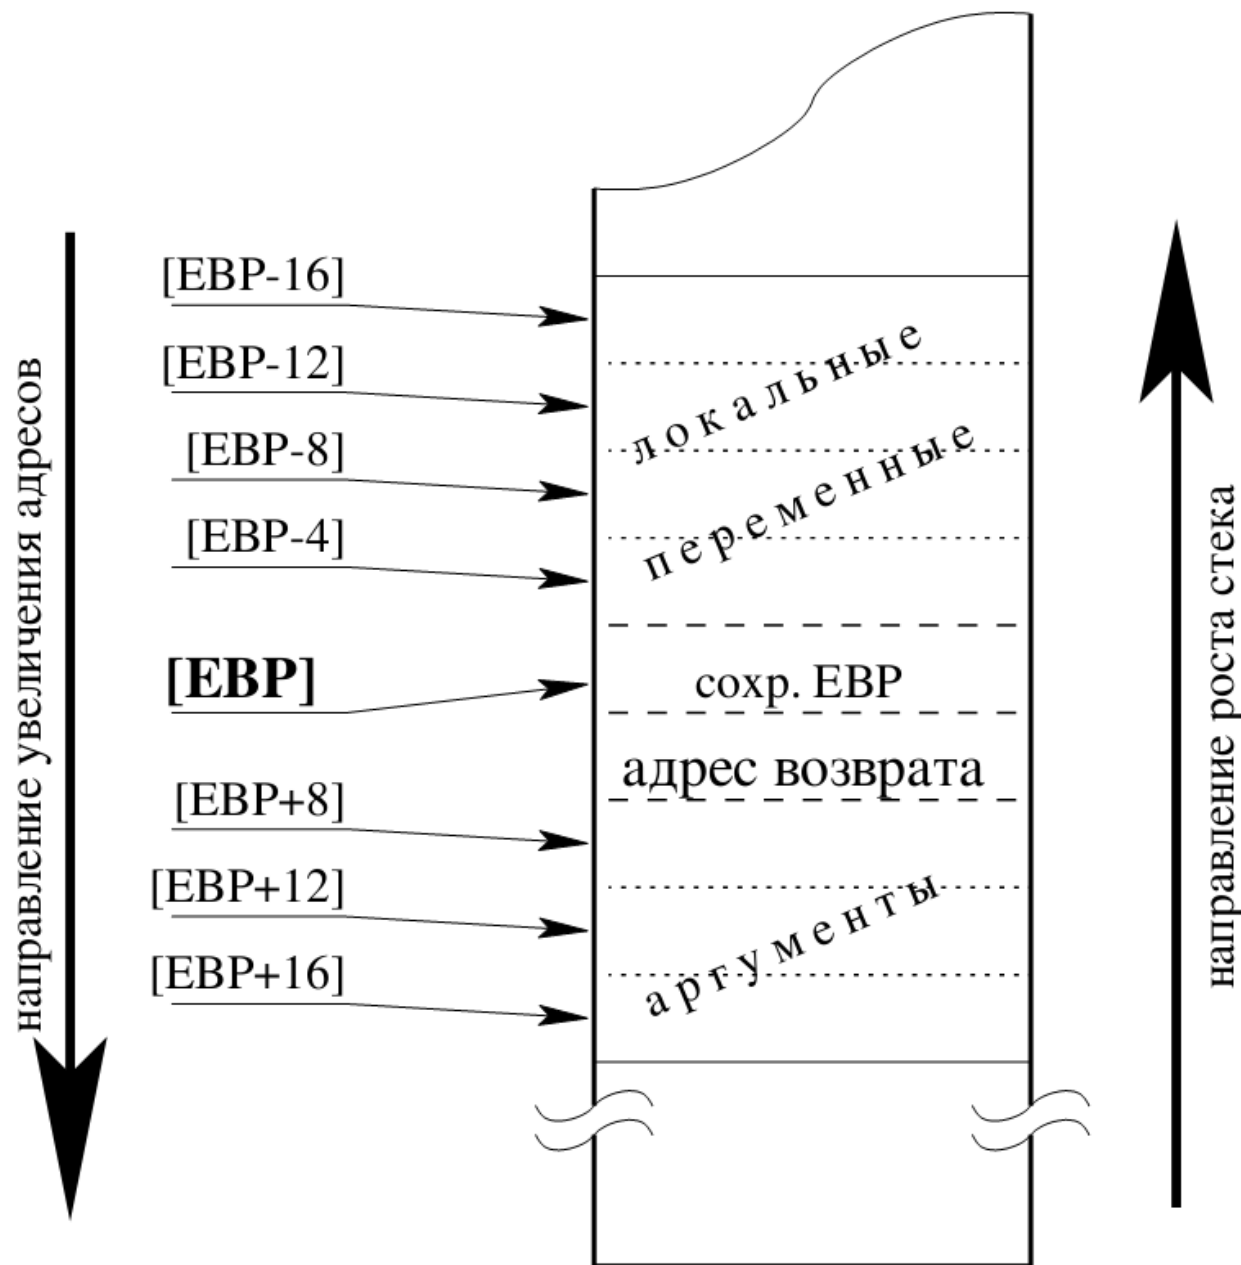 направление увеличения адресов
[EBP-16]
[EBP-12]
[EBP-8]
[EBP-4]
[EBP]
[EBP+8]
[EBP+12]
[EBP+16]
локальные
переменные
сохр. EBP
адрес возврата
аргументы
направление роста стека